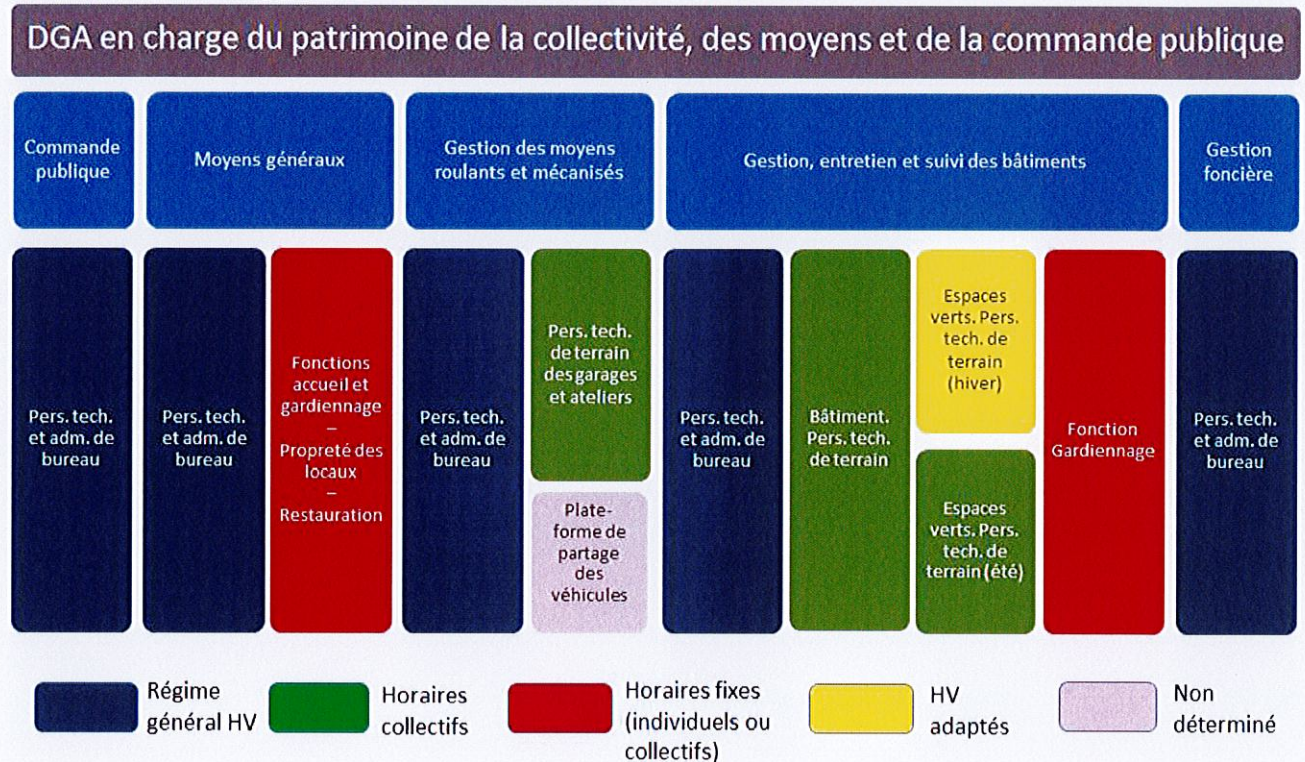 DGA en charge du patrimoine de la collectivité, des moyens et de la commande publique
Commande
publique
Moyens généraux
Gestion des moyens
roulants et mécanisés
Gestion, entretien et suivi des bâtiments
Gestion
foncière
Pers. tech.
et adm. de
bureau
Pers. tech.
et adm. de
bureau
Fonctions
accueil et
gardiennage
–
Propreté des
locaux
–
Restauration
Pers. tech.
et adm. de
bureau
Pers. tech.
de terrain
des garages
et ateliers
Plate-
forme de
partage
des
véhicules
Pers. tech.
et adm. de
bureau
Bâtiment.
Pers. tech.
de terrain
Espaces
verts. Pers.
tech. de
terrain
(hiver)
Espaces
verts. Pers.
tech. de
terrain (été)
Fonction
Gardiennage
Pers. tech.
et adm. de
bureau
Régime
général HV
Horaires
collectifs
Horaires fixes
(individuels ou
collectifs)
HV
adaptés
Non
déterminé